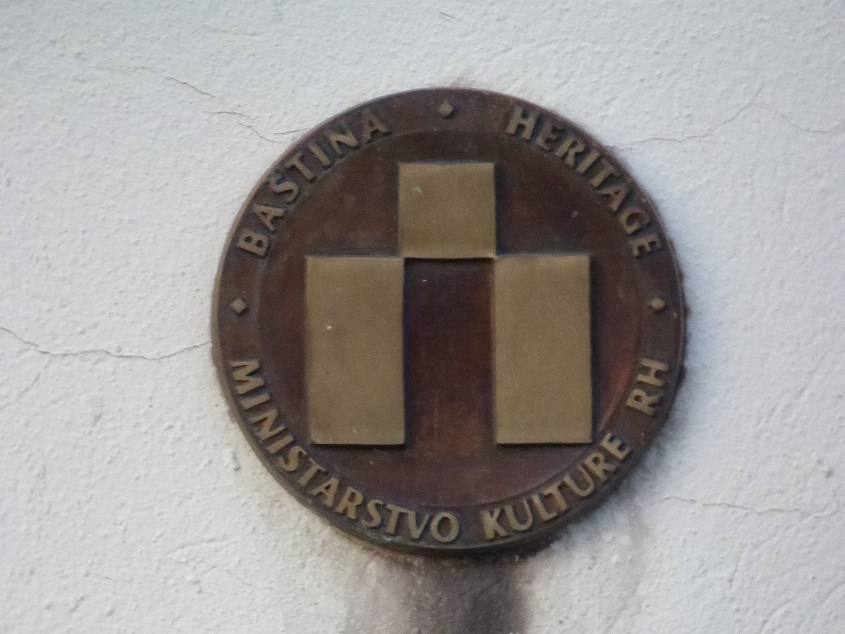 BAŠTINA
HERITAGE
MINISTARSTVO KULTURE RH